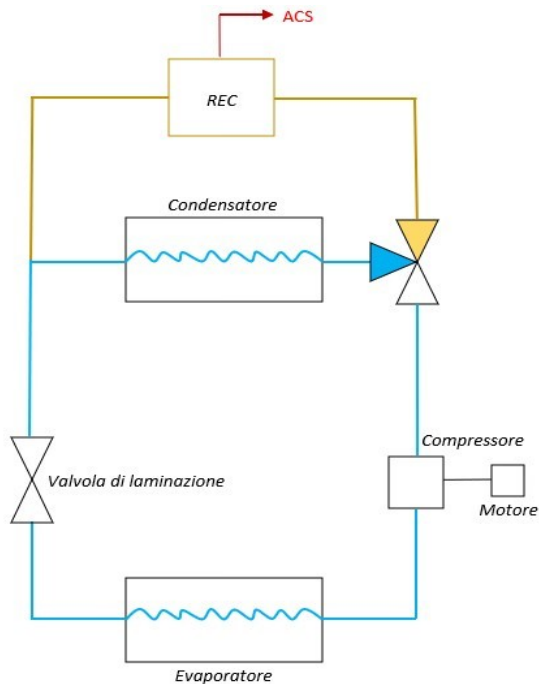 ACS
REC
Condensatore
Compressore
Valvola di laminazione
Motore
Evaporatore